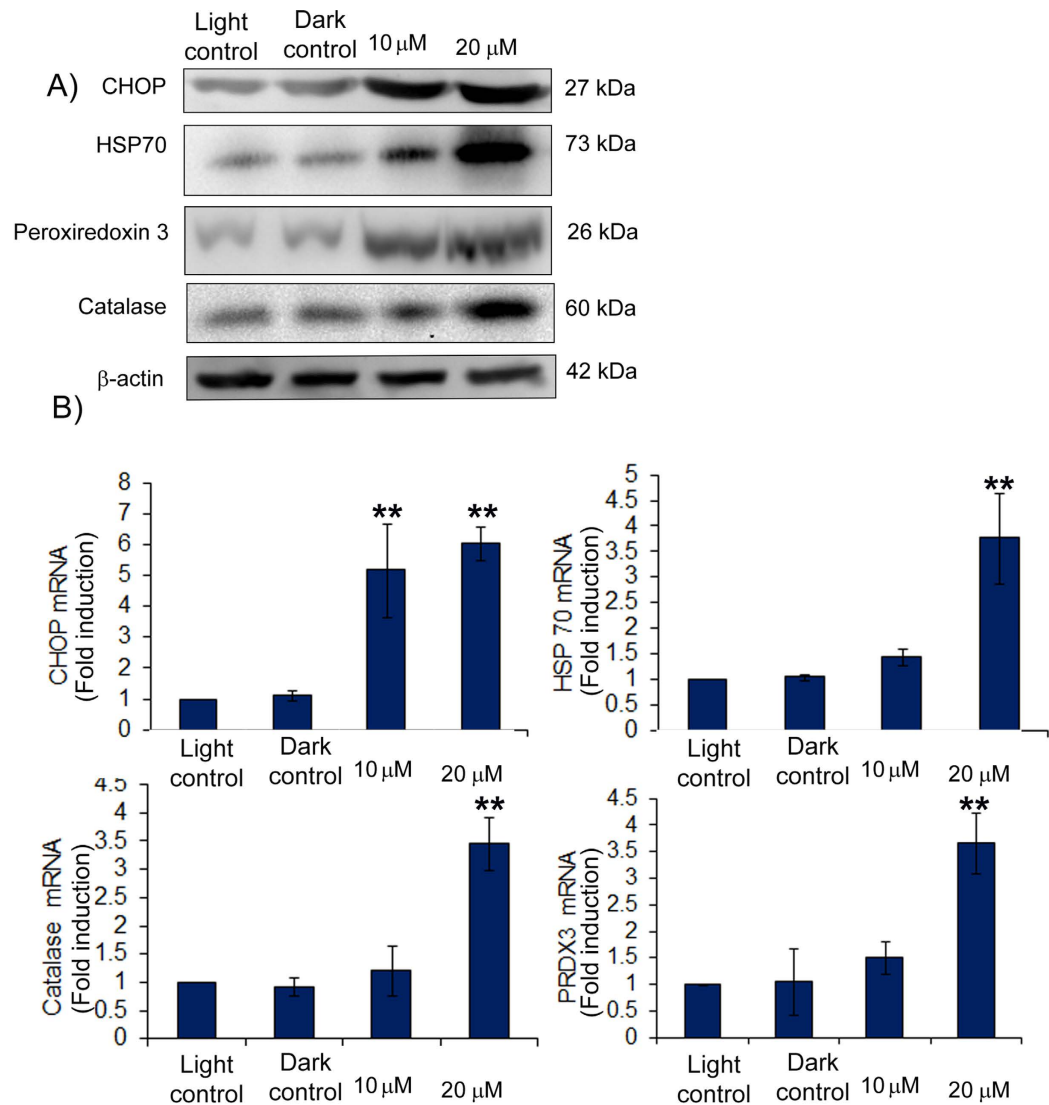 Light control
Dark control
10 μM
20 μM
A)
CHOP
27 kDa
HSP70
73 kDa
Peroxiredoxin 3
26 kDa
Catalase
60 kDa
β-actin
42 kDa
B)
CHOP mRNA
(Fold induction)
8
7
6
5
4
3
2
1
0
**
**
Light control
Dark control
10 μM
20 μM
HSP 70 mRNA
(Fold induction)
5
4.5
4
3.5
3
2.5
2
1.5
1
0.5
0
**
Light control
Dark control
10 μM
20 μM
Catalase mRNA
(Fold induction)
4.5
4
3.5
3
2.5
2
1.5
1
0.5
0
**
Light control
Dark control
10 μM
20 μM
PRDX3 mRNA
(Fold induction)
4.5
4
3.5
3
2.5
2
1.5
1
0.5
0
**
Light control
Dark control
10 μM
20 μM